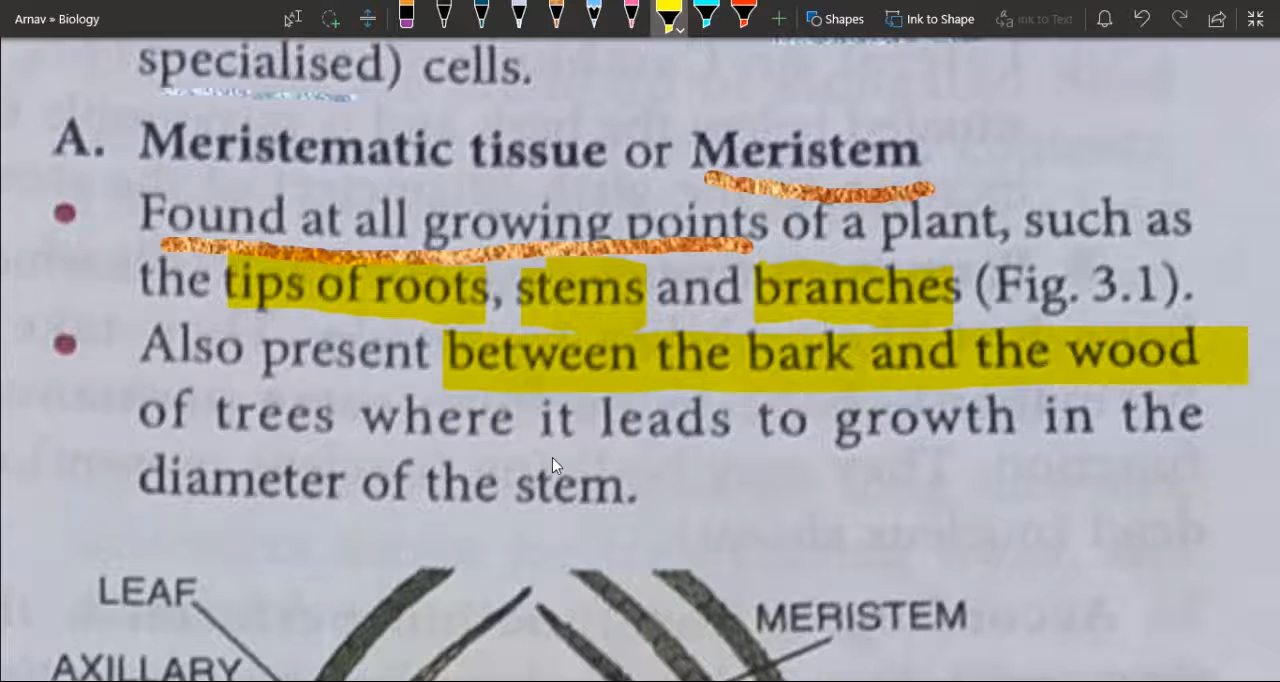 Arnav » Biology
Shapes
Ink to Shape
Ink to Text
specialised) cells.
A. Meristematic tissue or Meristem
• Found at all growing points of a plant, such as
the tips of roots, stems and branches (Fig. 3.1).
• Also present between the bark and the wood
of trees where it leads to growth in the
diameter of the stem.
LEAF
MERISTEM
AXILLARY